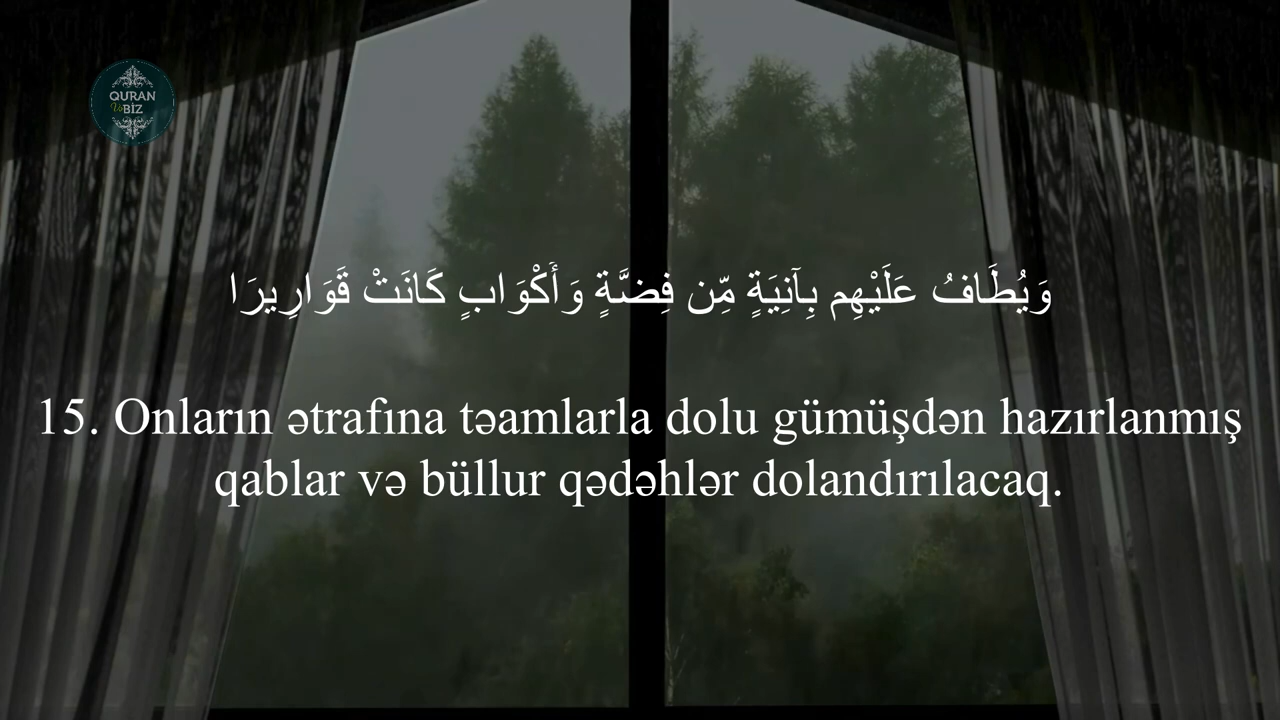 QURAN
Və BİZ
وَيُطَافُ عَلَيْهِم بِآنِيَةٍ مِّن فِضَّةٍ وَأَكْوَابٍ كَانَتْ قَوَارِيرَا
15. Onların ətrafına təamlarla dolu gümüşdən hazırlanmış
qablar və büllur qədəhlər dolandırılacaq.